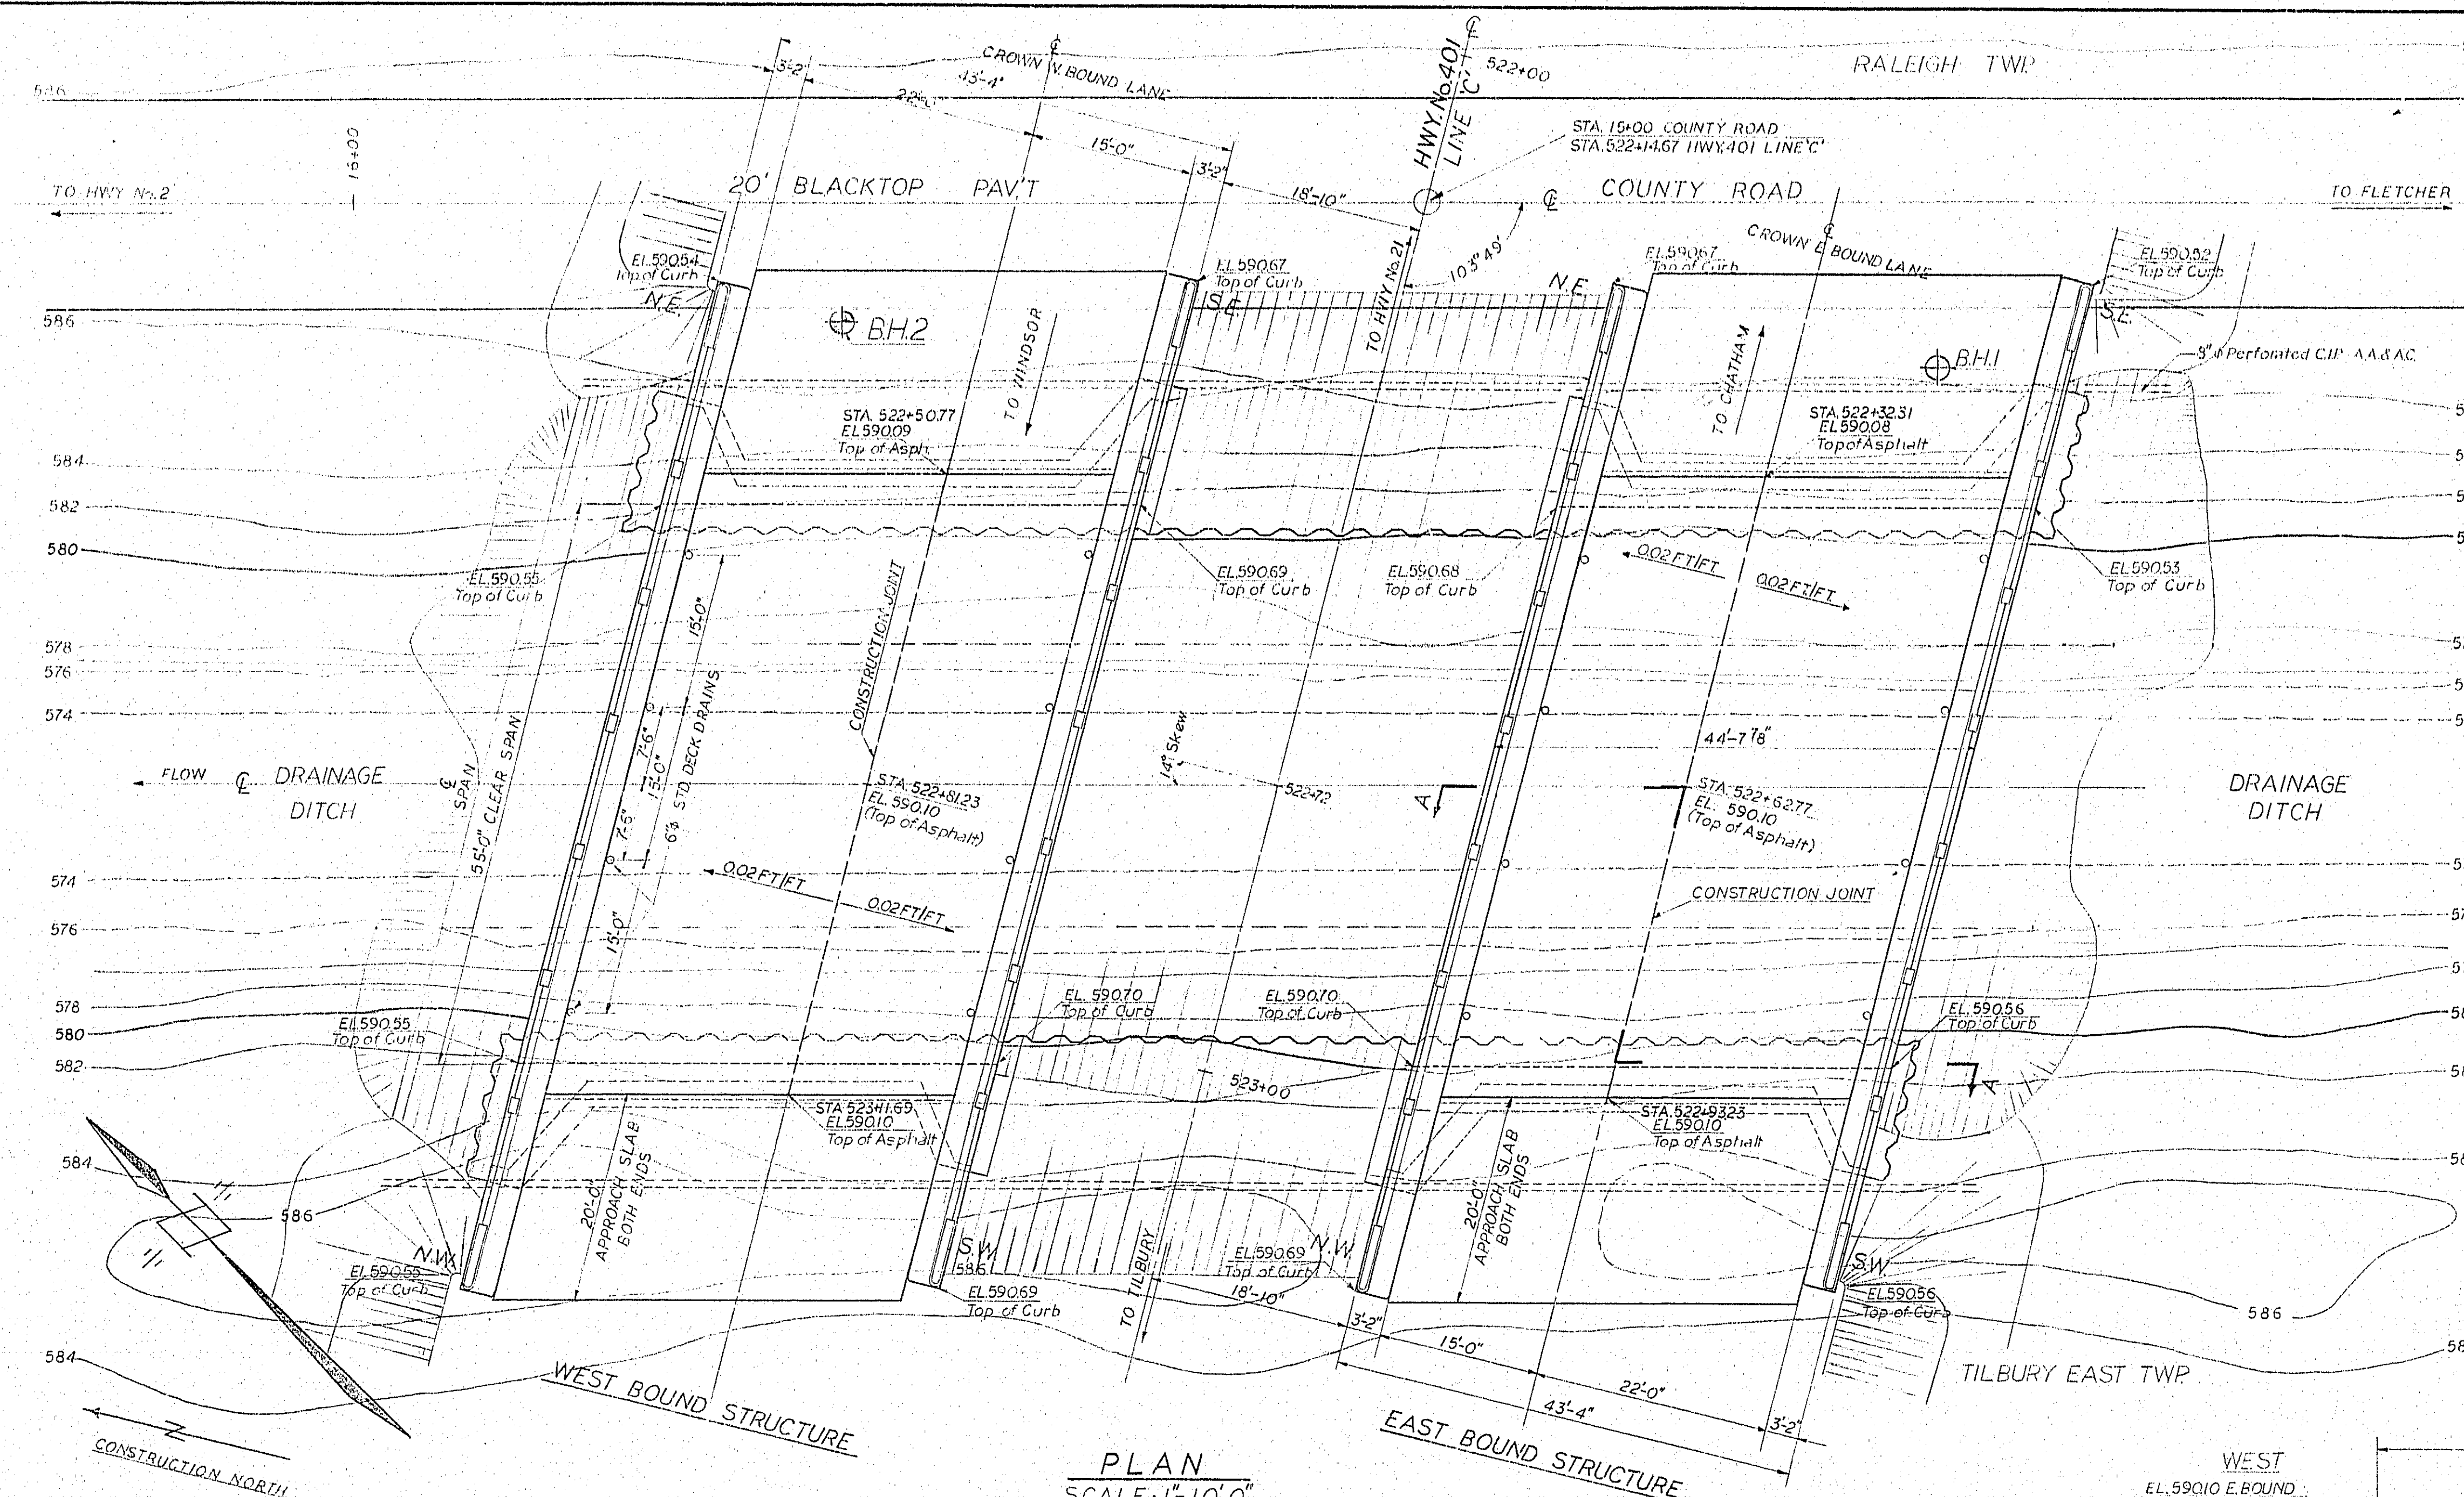 3'-2"
CROWN W. BOUND LANE
43'-4"
℄
HWY. No. 401 ℄
LINE 'C'
522+00
RALEIGH TWP.
586
16+00
15'-0"
3'-2"
18'-10"
STA. 15+00 COUNTY ROAD
STA. 522+14.67 HWY. 401 LINE 'C'
TO HWY No. 2
20' BLACKTOP PAV'T
℄ COUNTY ROAD
TO FLETCHER
103° 49'
CROWN E. BOUND LANE
℄
EL. 590.54
Top of Curb
N.E.
EL. 590.67
Top of Curb
S.E.
TO HWY No. 21
N.E.
EL. 590.67
Top of Curb
EL. 590.52
Top of Curb
S.E.
586
B.H.2
TO WINDSOR
TO CHATHAM
B.H.1
8"ϕ Perforated C.I.P. A.A. & A.C.
STA. 522+50.77
EL 590.09
Top of Asph.
STA. 522+32.31
EL 590.08
Top of Asphalt
584
582
580
EL. 590.55
Top of Curb
EL. 590.69
Top of Curb
EL. 590.68
Top of Curb
0.02 FT/FT.
0.02 FT/FT.
EL. 590.53
Top of Curb
15'-0"
CONSTRUCTION JOINT
578
576
574
14° Skew
44'-7 7/8"
FLOW ℄ DRAINAGE
DITCH
℄ SPAN
55'-0" CLEAR SPAN
7'-6"
15'-0"
7'-6"
6"ϕ STD. DECK DRAINS
STA. 522+81.23
EL. 590.10
(Top of Asphalt)
522+72
A
STA. 522+62.77
EL. 590.10
(Top of Asphalt)
DRAINAGE
DITCH
574
0.02 FT/FT
0.02 FT/FT
CONSTRUCTION JOINT
576
15'-0"
578
580
582
EL. 590.55
Top of Curb
EL. 590.70
Top of Curb
EL. 590.70
Top of Curb
EL. 590.56
Top of Curb
523+00
A
STA. 523+11.69
EL 590.10
Top of Asphalt
STA. 522+93.23
EL 590.10
Top of Asphalt
584
586
20'-0"
APPROACH SLAB
BOTH ENDS
20'-0"
APPROACH SLAB
BOTH ENDS
N.W.
EL. 590.55
Top of Curb
S.W.
586
EL. 590.69
Top of Curb
TO TILBURY
EL. 590.69
Top of Curb
N.W.
S.W.
EL. 590.56
Top of Curb
586
18'-10"
3'-2"
15'-0"
22'-0"
43'-4"
3'-2"
584
TILBURY EAST TWP.
WEST BOUND STRUCTURE
EAST BOUND STRUCTURE
N
CONSTRUCTION NORTH
PLAN
SCALE: 1"=10'-0"
WEST
EL. 590.10 E. BOUND